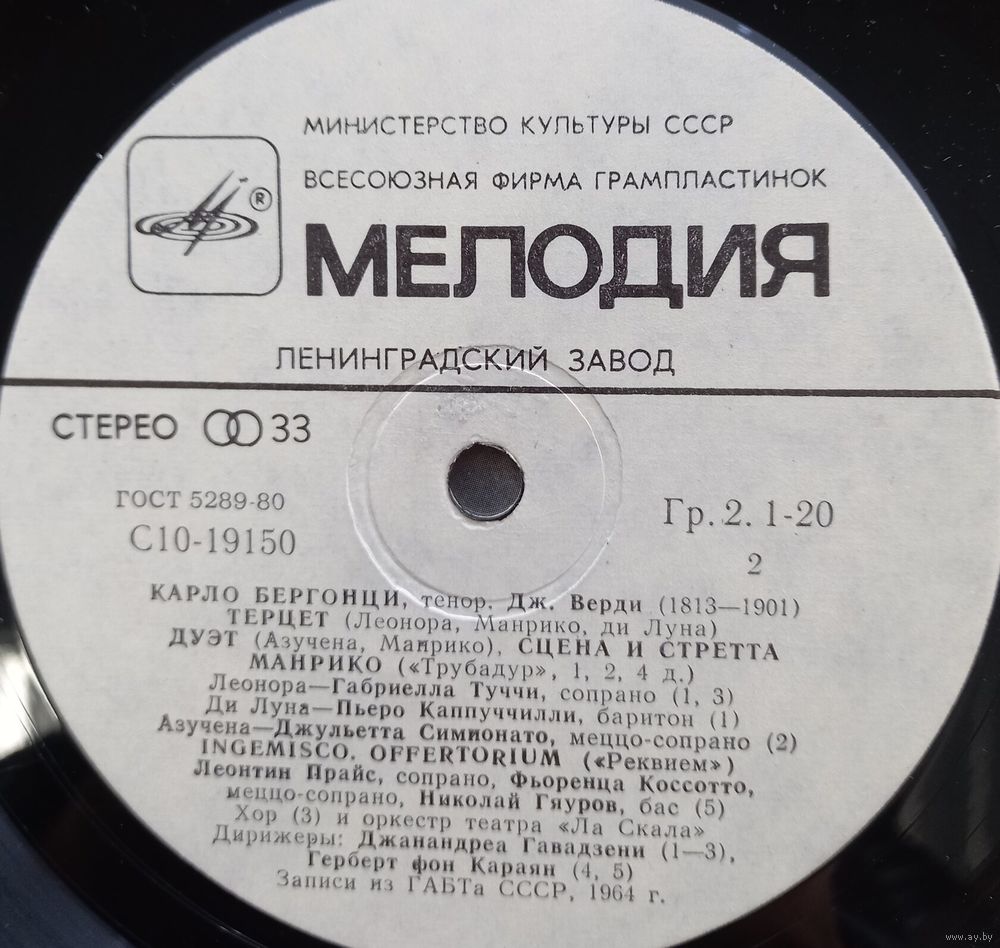 МИНИСТЕРСТВО КУЛЬТУРЫ СССР
ВСЕСОЮЗНАЯ ФИРМА ГРАМПЛАСТИНОК
®
МЕЛОДИЯ
ЛЕНИНГРАДСКИЙ ЗАВОД
СТЕРЕО 33
ГОСТ 5289-80
Гр. 2. 1-20
С10-19150
2
КАРЛО БЕРГОНЦИ, тенор. Дж. Верди (1813—1901)
ТЕРЦЕТ (Леонора, Манрико, ди Луна)
ДУЭТ (Азучена, Манрико), СЦЕНА И СТРЕТТА
МАНРИКО («Трубадур», 1, 2, 4 д.)
Леонора—Габриелла Туччи, сопрано (1, 3)
Ди Луна—Пьеро Каппуччилли, баритон (1)
Азучена—Джульетта Симионато, меццо-сопрано (2)
INGEMISCO. OFFERTORIUM («Реквием»)
Леонтин Прайс, сопрано, Фьоренца Коссотто,
меццо-сопрано, Николай Гяуров, бас (5)
Хор (3) и оркестр театра «Ла Скала»
Дирижеры: Джанандреа Гавадзени (1—3),
Герберт фон Караян (4, 5)
Записи из ГАБТа СССР, 1964 г.
www.ay.by